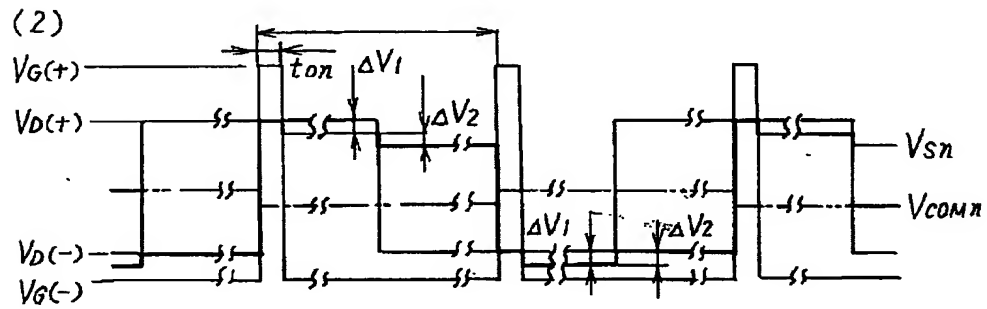 (2)
VG(+)
ton
ΔV1
VD(+)
ΔV2
VSn
VCOMn
ΔV1
ΔV2
VD(-)
VG(-)